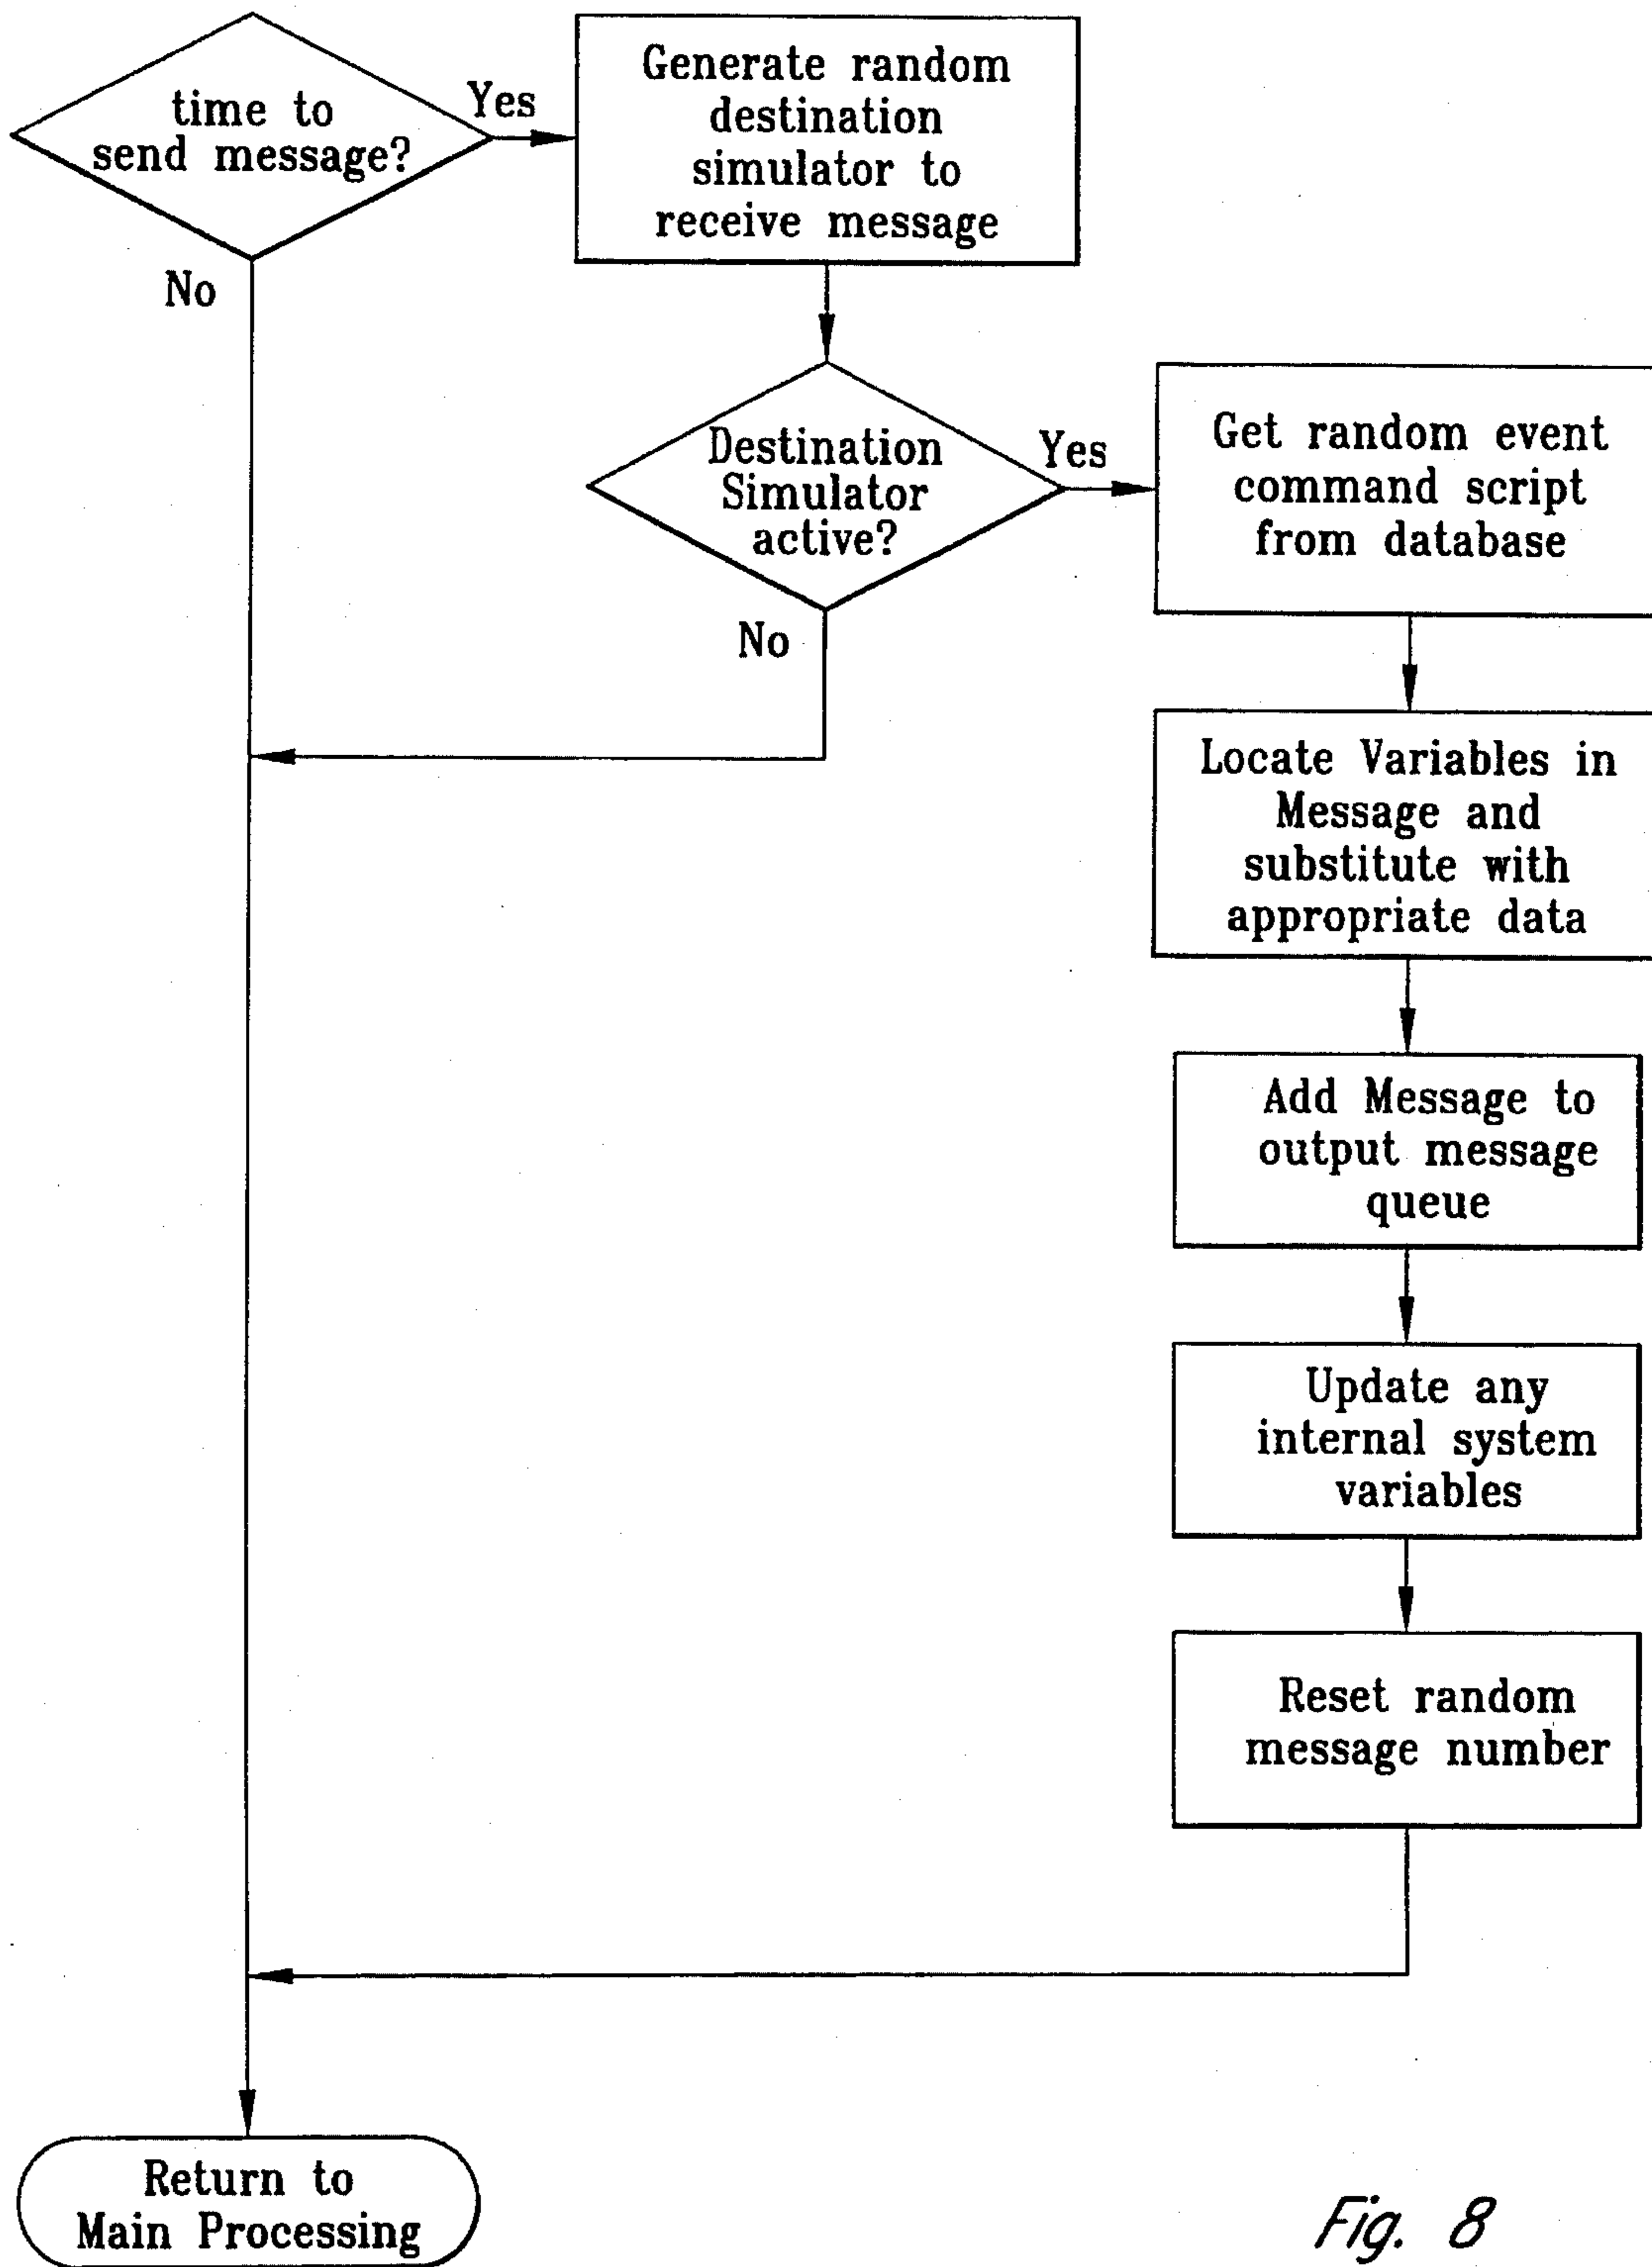 time to
send message?
Yes
Generate random
destination
simulator to
receive message
No
Destination
Simulator
active?
Yes
Get random event
command script
from database
No
Locate Variables in
Message and
substitute with
appropriate data
Add Message to
output message
queue
Update any
internal system
variables
Reset random
message number
Return to
Main Processing
Fig. 8